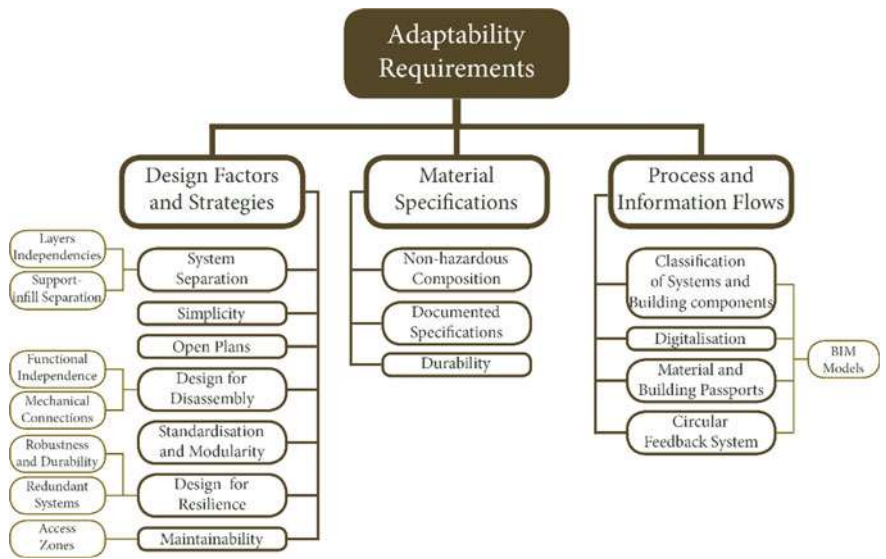 Adaptability
Requirements
Design Factors
and Strategies
Material
Specifications
Process and
Information Flows
Layers
Independencies
Support-
infill Separation
System
Separation
Simplicity
Open Plans
Functional
Independence
Mechanical
Connections
Design for
Disassembly
Standardisation
and Modularity
Robustness
and Durability
Redundant
Systems
Design for
Resilience
Access
Zones
Maintainability
Non-hazardous
Composition
Documented
Specifications
Durability
Classification
of Systems and
Building components
Digitalisation
Material and
Building Passports
Circular
Feedback System
BIM
Models